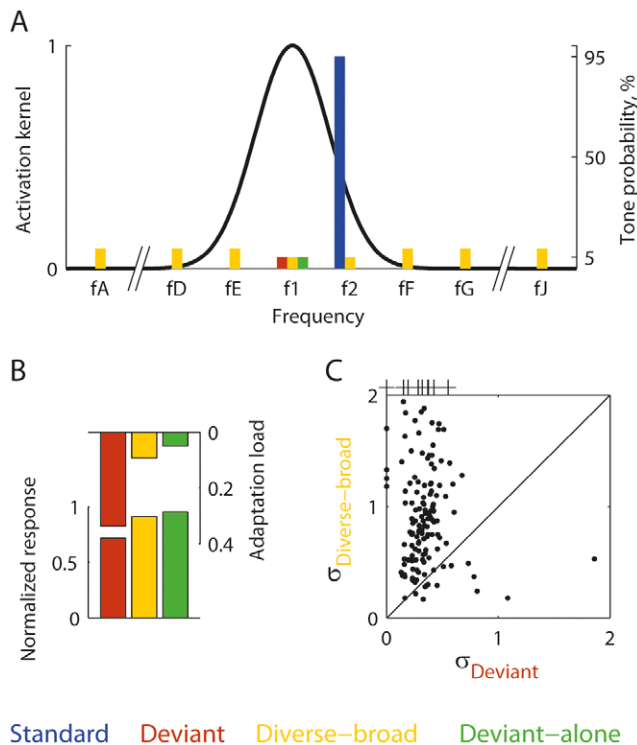 A
Activation kernel
1
0
95
50
5
Tone probability, %
fA
fD
fE
f1
f2
fF
fG
fJ
Frequency
B
Normalized response
1
0.5
0
0
0.2
0.4
Adaptation load
C
2
1
0
σDiverse−broad
0
1
2
σDeviant
Standard Deviant Diverse−broad Deviant−alone